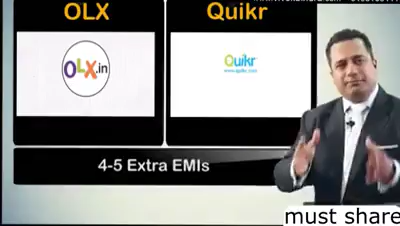 OLX
Quikr
OLX.in
Quikr
4-5 Extra EMIs
must share